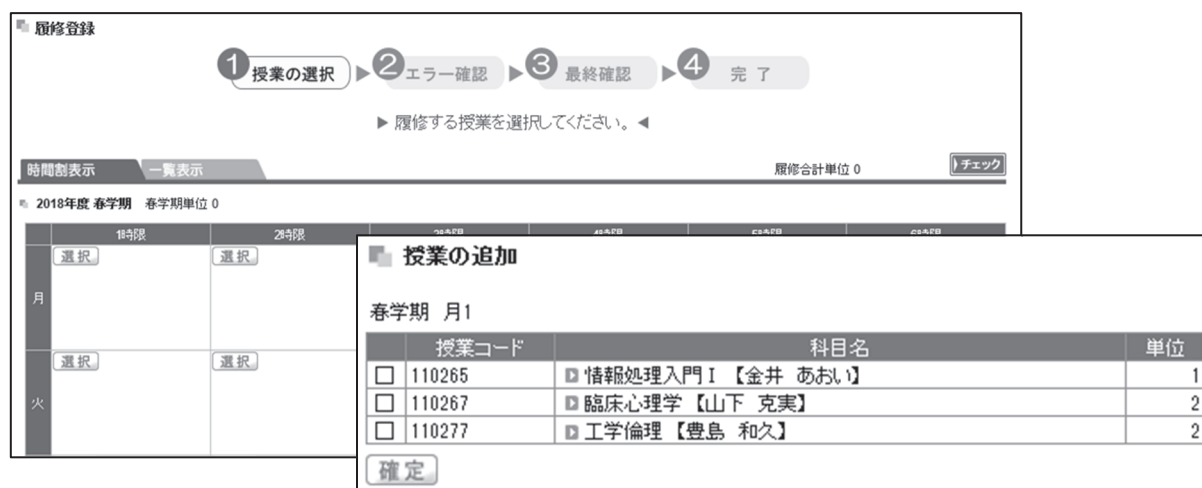 履修登録
1 授業の選択 ▶ 2 エラー確認 ▶ 3 最終確認 ▶ 4 完了
▶ 履修する授業を選択してください。◀
時間割表示 一覧表示 履修合計単位 0 チェック
2018年度 春学期 春学期単位 0
1時限 2時限
月 選択 選択
火 選択 選択
授業の追加
春学期 月1
授業コード 科目名 単位
110265 情報処理入門Ⅰ 【金井 あおい】 1
110267 臨床心理学 【山下 克実】 2
110277 工学倫理 【豊島 和久】 2
確定